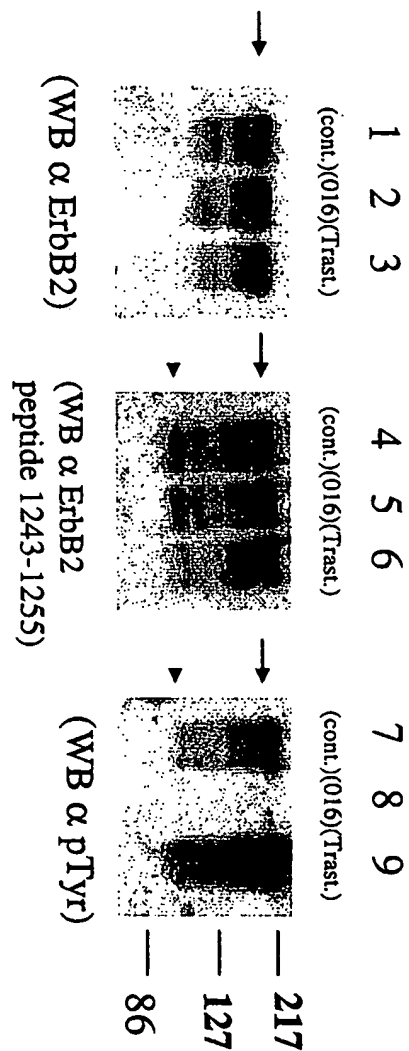 1 2 3
(cont.)(016)(Trast.)
(WB α ErbB2)
4 5 6
(cont.)(016)(Trast.)
(WB α ErbB2
peptide 1243-1255)
7 8 9
(cont.)(016)(Trast.)
(WB α pTyr)
217
127
86